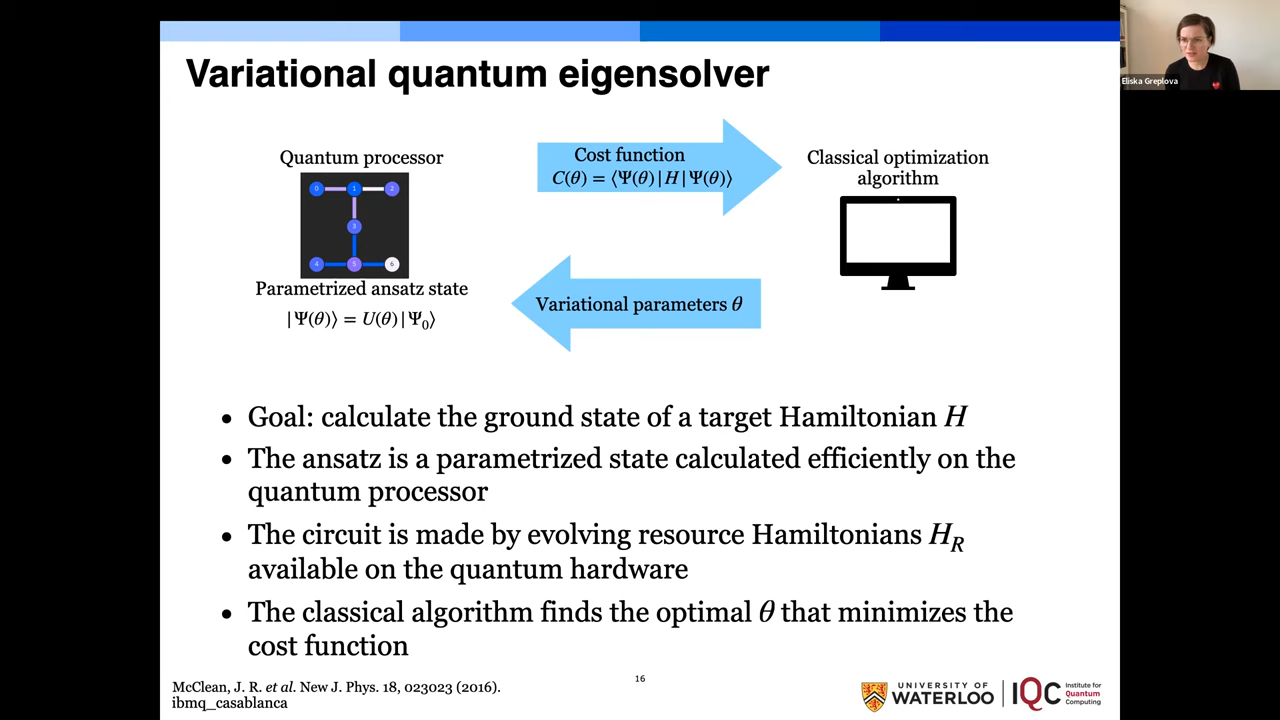 Variational quantum eigensolver
Eliska Greplova
Quantum processor
0 1 2
3
4 5 6
Parametrized ansatz state
|Ψ(θ)⟩ = U(θ)|Ψ₀⟩
Cost function
C(θ) = ⟨Ψ(θ)|H|Ψ(θ)⟩
Variational parameters θ
Classical optimization
algorithm
• Goal: calculate the ground state of a target Hamiltonian H
• The ansatz is a parametrized state calculated efficiently on the
quantum processor
• The circuit is made by evolving resource Hamiltonians H_R
available on the quantum hardware
• The classical algorithm finds the optimal θ that minimizes the
cost function
McClean, J. R. et al. New J. Phys. 18, 023023 (2016).
ibmq_casablanca
16
UNIVERSITY OF
WATERLOO
IQC
Institute for
Quantum
Computing